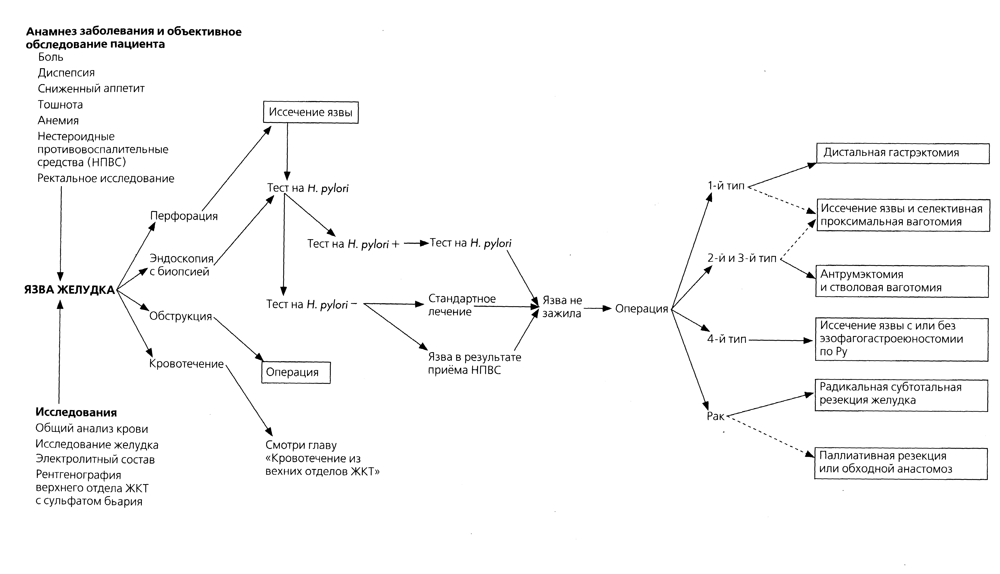 Анамнез заболевания и объективное
обследование пациента
Боль
Диспепсия
Сниженный аппетит
Тошнота
Анемия
Нестероидные
противовоспалительные
средства (НПВС)
Ректальное исследование
ЯЗВА ЖЕЛУДКА
Исследования
Общий анализ крови
Исследование желудка
Электролитный состав
Рентгенография
верхнего отдела ЖКТ
с сульфатом бьария
Перфорация
Эндоскопия
с биопсией
Обструкция
Кровотечение
Иссечение язвы
Тест на H. pylori
Тест на H. pylori +
Тест на H. pylori
Тест на H. pylori –
Стандартное
лечение
Язва в результате
приёма НПВС
Операция
Смотри главу
«Кровотечение из
вехних отделов ЖКТ»
Язва не
зажила
Операция
1-й тип
2-й и 3-й тип
4-й тип
Рак
Дистальная гастрэктомия
Иссечение язвы и селективная
проксимальная ваготомия
Антрумэктомия
и стволовая ваготомия
Иссечение язвы с или без
эзофагогастроеюностомии
по Ру
Радикальная субтотальная
резекция желудка
Паллиативная резекция
или обходной анастомоз